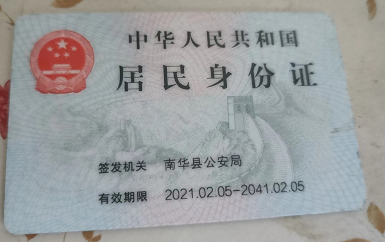 中华人民共和国
居民身份证
签发机关 南华县公安局
有效期限 2021.02.05-2041.02.05